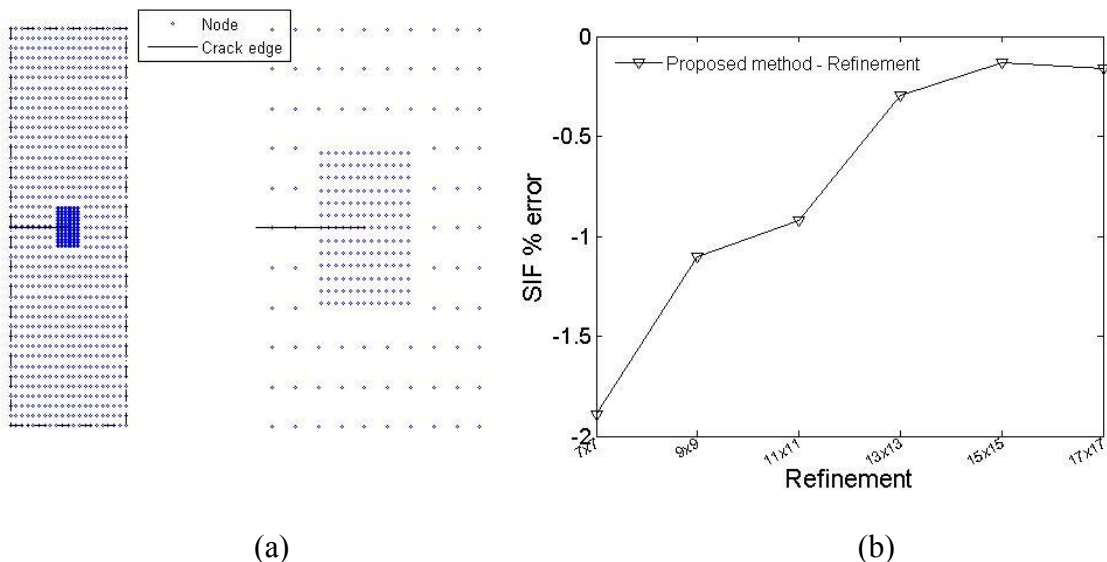 Node
Crack edge
0
-0.5
-1
-1.5
-2
SIF % error
Proposed method - Refinement
7x7
9x9
11x11
13x13
15x15
17x17
Refinement
(a)
(b)